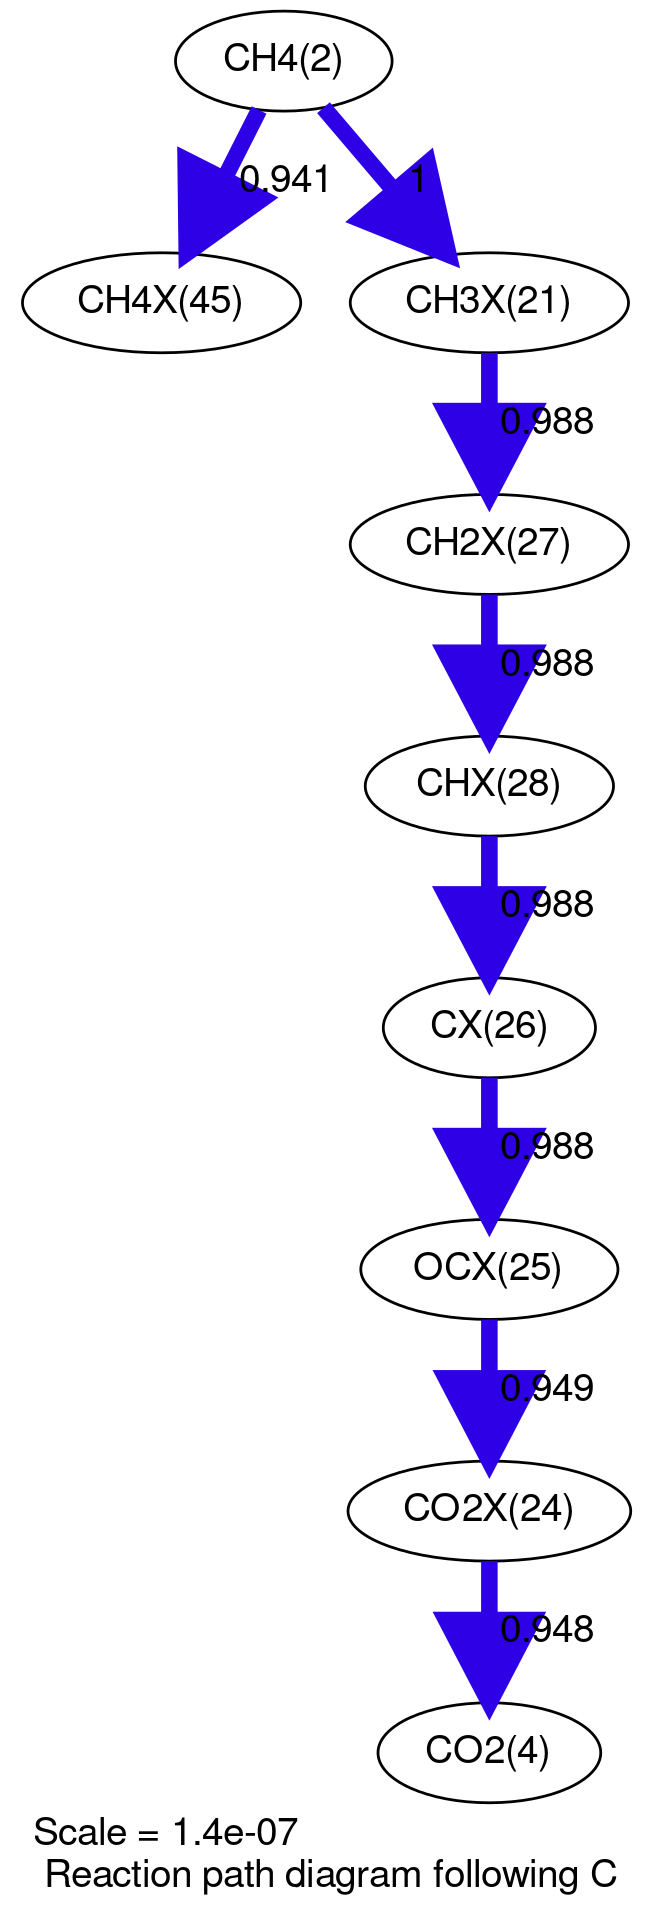 CH4(2)
0.941
1
CH4X(45)
CH3X(21)
0.988
CH2X(27)
0.988
CHX(28)
0.988
CX(26)
0.988
OCX(25)
0.949
CO2X(24)
0.948
CO2(4)
Scale = 1.4e-07
Reaction path diagram following C